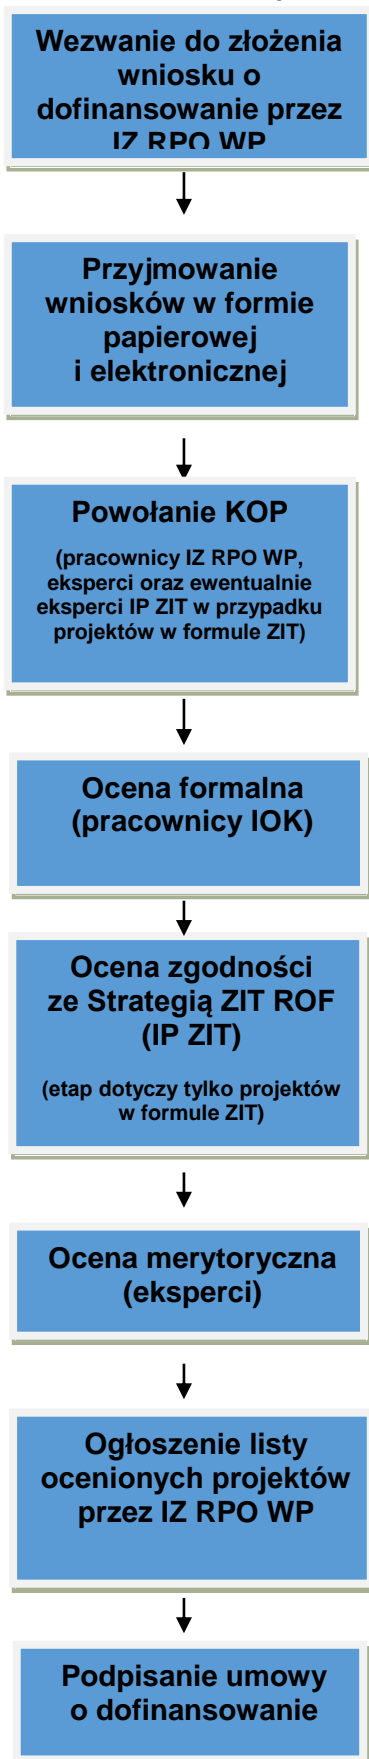 Wezwanie do złożenia
wniosku o
dofinansowanie przez
IZ RPO WP
Przyjmowanie
wniosków w formie
papierowej
i elektronicznej
Powołanie KOP
(pracownicy IZ RPO WP,
eksperci oraz ewentualnie
eksperci IP ZIT w przypadku
projektów w formule ZIT)
Ocena formalna
(pracownicy IOK)
Ocena zgodności
ze Strategią ZIT ROF
(IP ZIT)
(etap dotyczy tylko projektów
w formule ZIT)
Ocena merytoryczna
(eksperci)
Ogłoszenie listy
ocenionych projektów
przez IZ RPO WP
Podpisanie umowy
o dofinansowanie